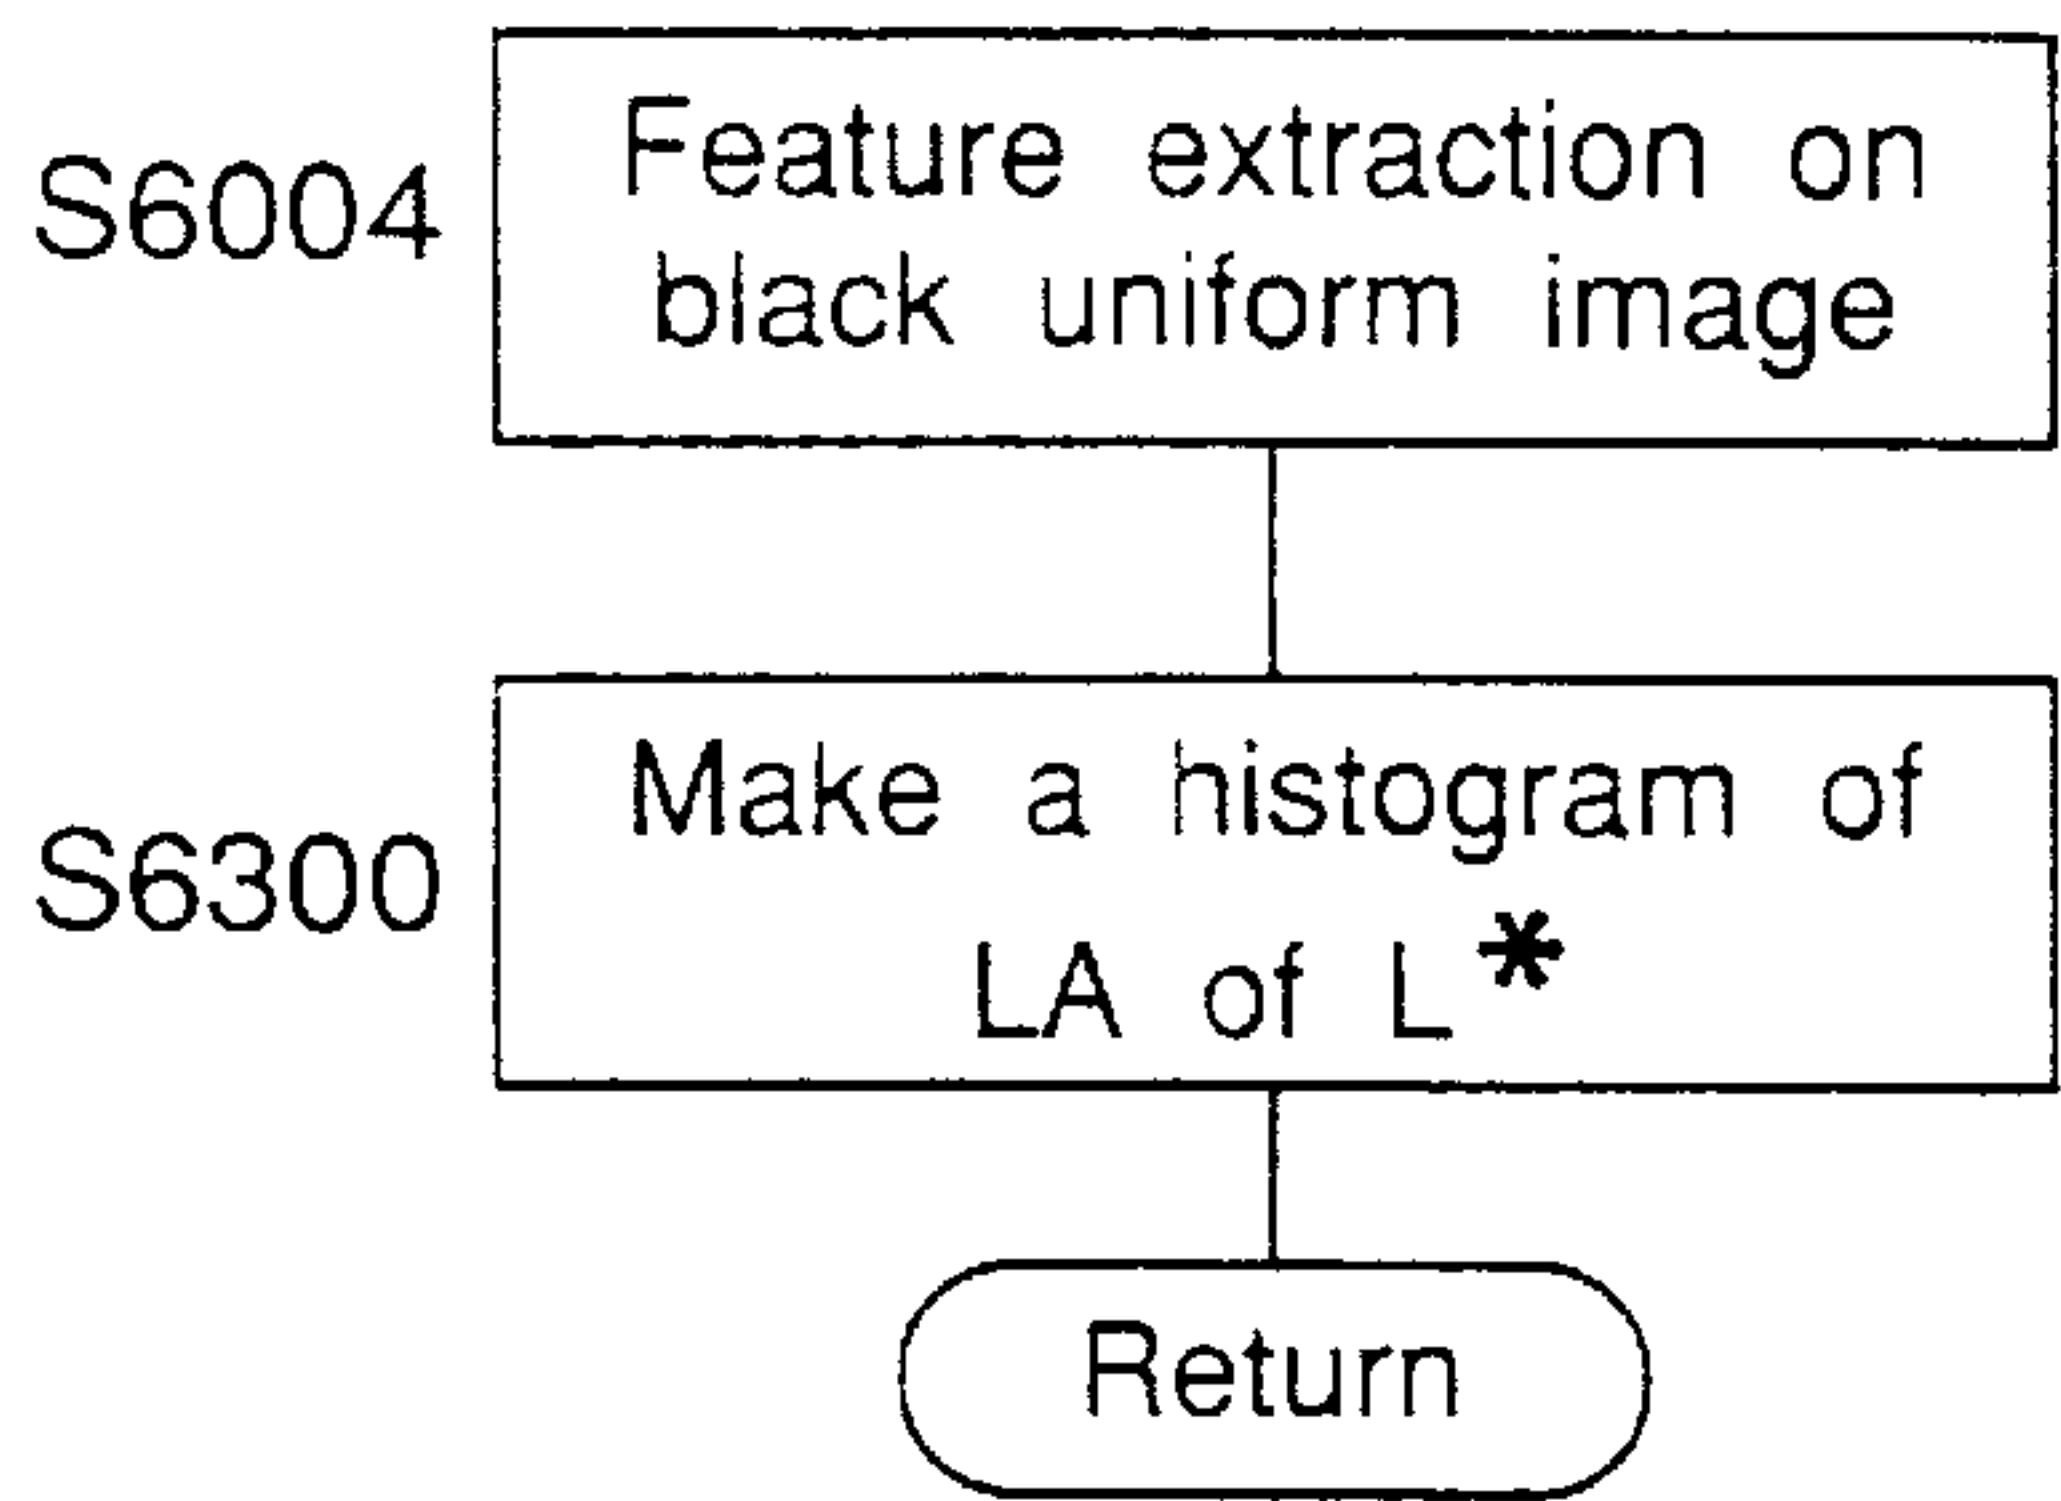 S6004
Feature extraction on
black uniform image
S6300
Make a histogram of
LA of L*
Return